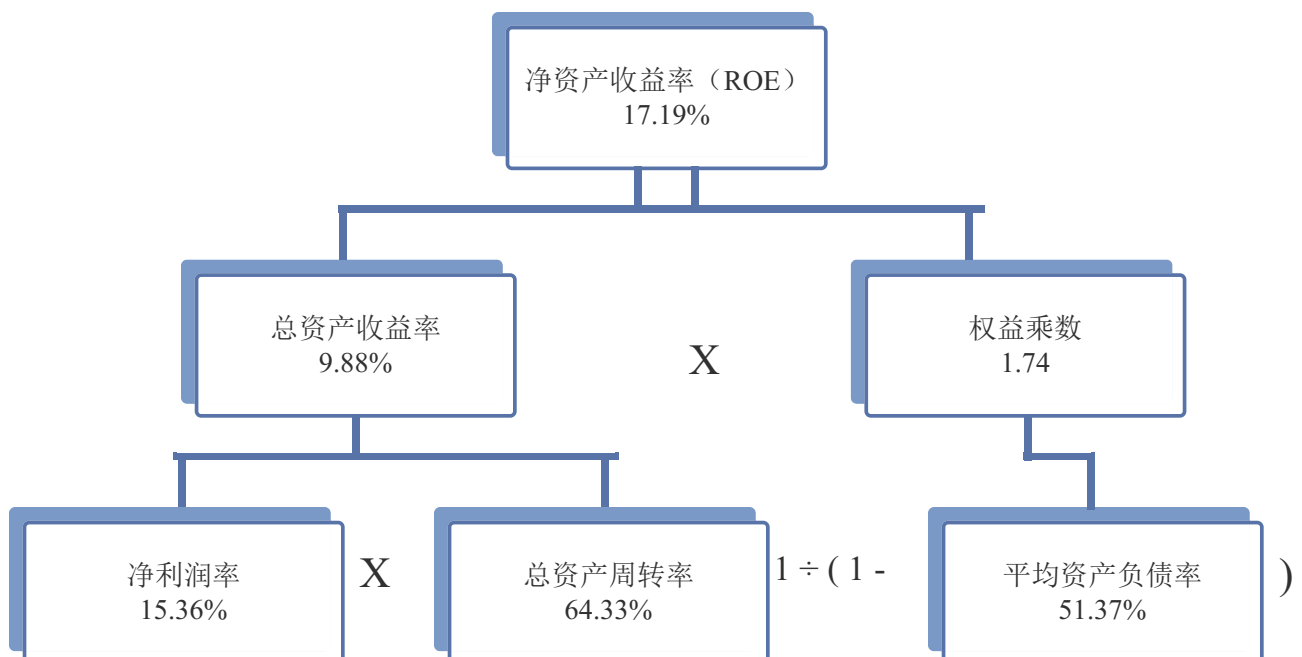 净资产收益率（ROE）
17.19%
总资产收益率
9.88%
X
权益乘数
1.74
净利润率
15.36%
X
总资产周转率
64.33%
1 ÷ ( 1 -
平均资产负债率
51.37%
)